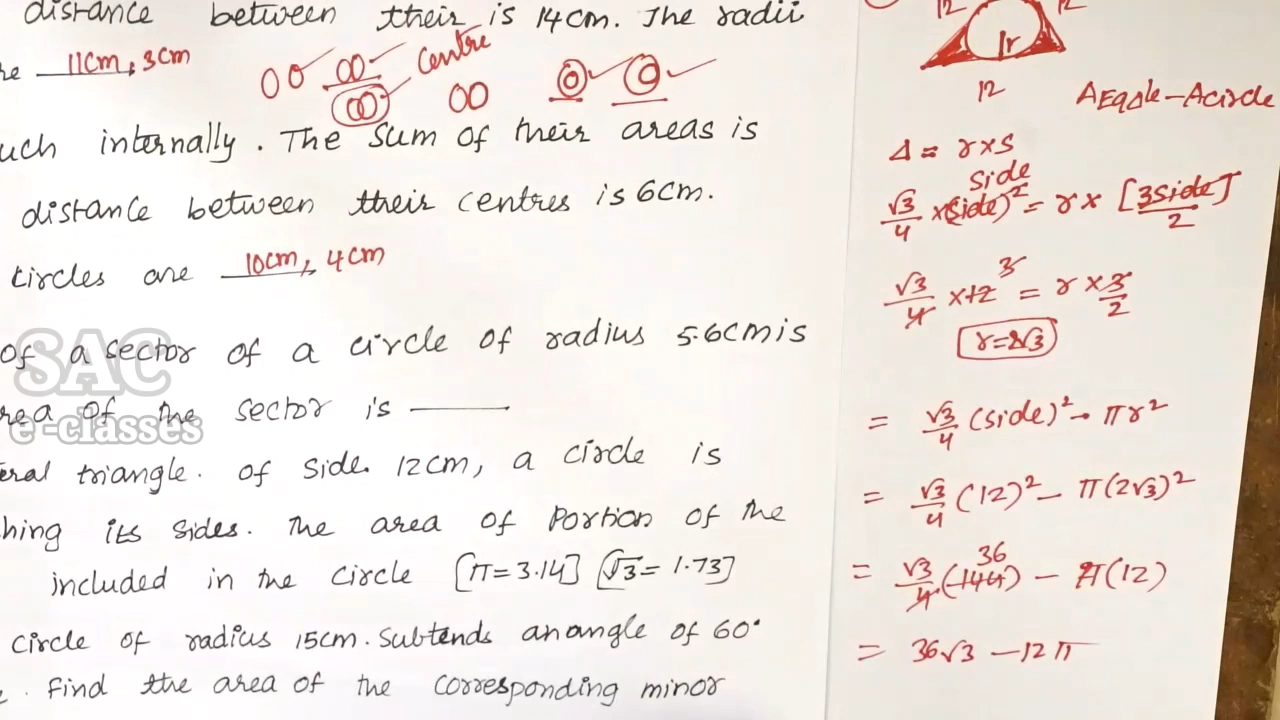 distance between their is 14cm. The radii
re 11cm, 3cm
Centre
uch internally. The Sum of their areas is
distance between their centres is 6cm.
circles are 10cm, 4cm
of a sector of a circle of radius 5.6cm is
rea of the sector is
eral triangle. of side 12cm, a circle is
hing its sides. The area of Portion of the
included in the circle [π=3.14] [√3=1.73]
circle of radius 15cm. Subtends an angle of 60°
. Find the area of the corresponding minor
SAC
e-classes
12 12
r
12
A EqΔle - A circle
Δ = r×s
side
√3/4 ×(side)² = r × [3side]/2
√3/4 ×12 3 = r × 3/2
r=2√3
= √3/4 (side)² - πr²
= √3/4 (12)² - π(2√3)²
36
= √3/4 (144) - π(12)
= 36√3 - 12π